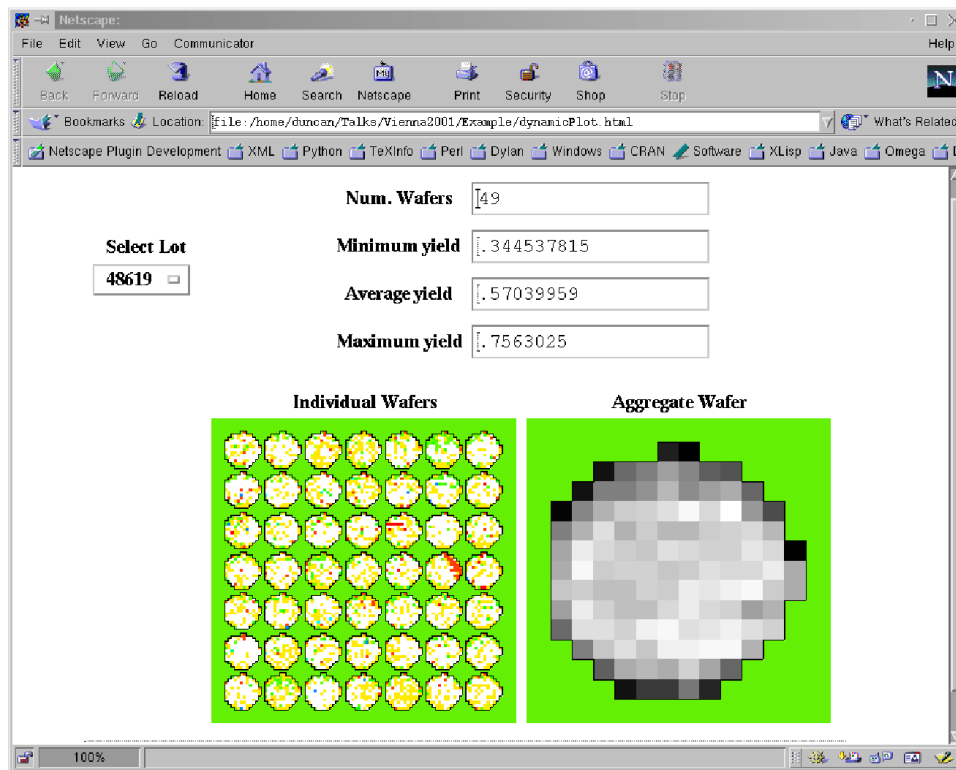 Netscape:
File Edit View Go Communicator Help
Back Forward Reload Home Search Netscape Print Security Shop Stop
My
N
Bookmarks Location: file:/home/duncan/Talks/Vienna2001/Example/dynamicPlot.html What's Related
Netscape Plugin Development XML Python TeXInfo Perl Dylan Windows CRAN Software XLisp Java Omega
Num. Wafers 49
Select Lot
48619
Minimum yield .344537815
Average yield .57039959
Maximum yield .7563025
Individual Wafers Aggregate Wafer
100%